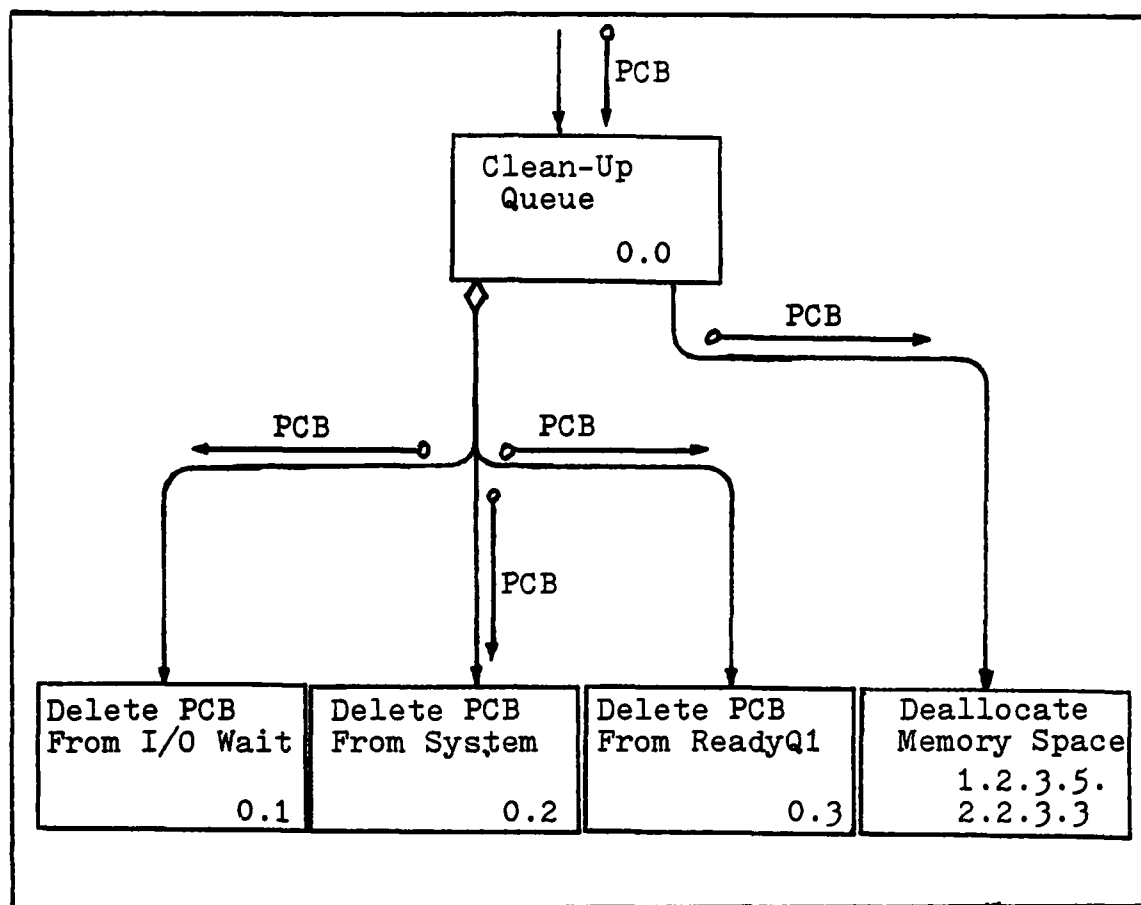 PCB
Clean-Up
Queue
0.0
PCB
PCB
PCB
PCB
Delete PCB
From I/O Wait
0.1
Delete PCB
From System
0.2
Delete PCB
From ReadyQ1
0.3
Deallocate
Memory Space
1.2.3.5.
2.2.3.3